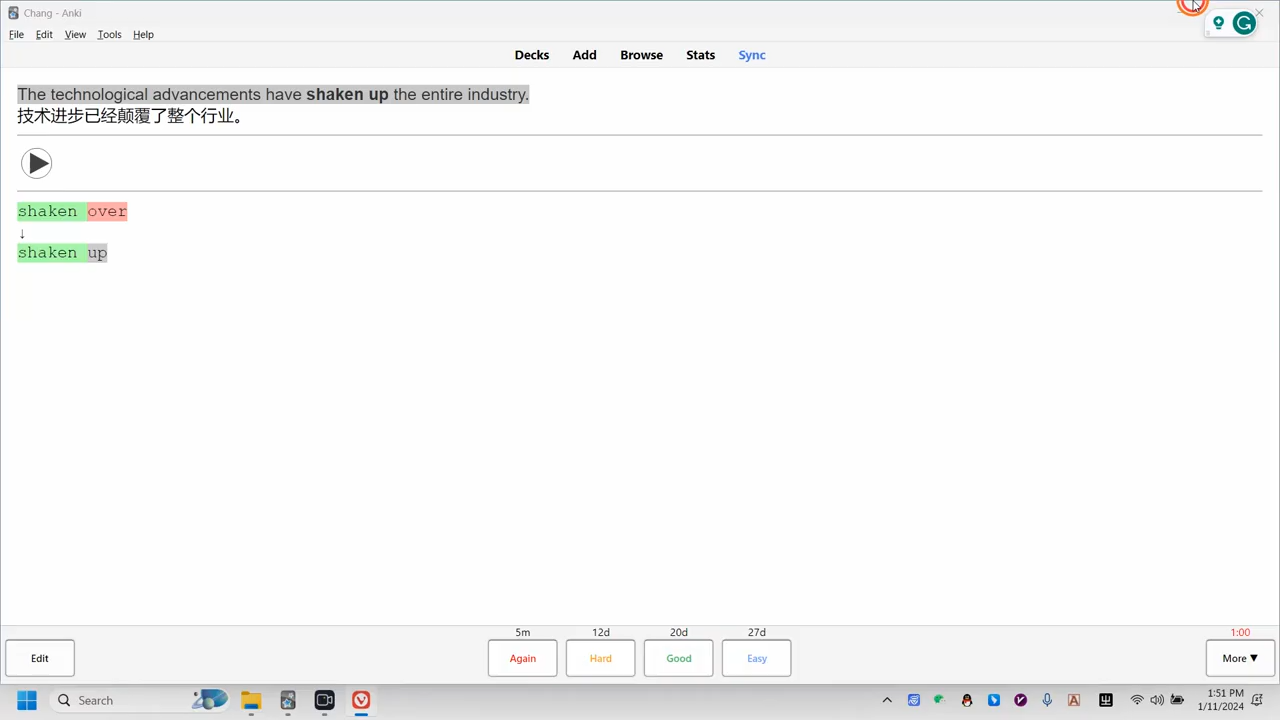 Chang - Anki
File Edit View Tools Help
Decks Add Browse Stats Sync
The technological advancements have shaken up the entire industry.
技术进步已经颠覆了整个行业。
shaken over
↓
shaken up
5m 12d 20d 27d 1:00
Edit Again Hard Good Easy More ▼
Search
1:51 PM
1/11/2024